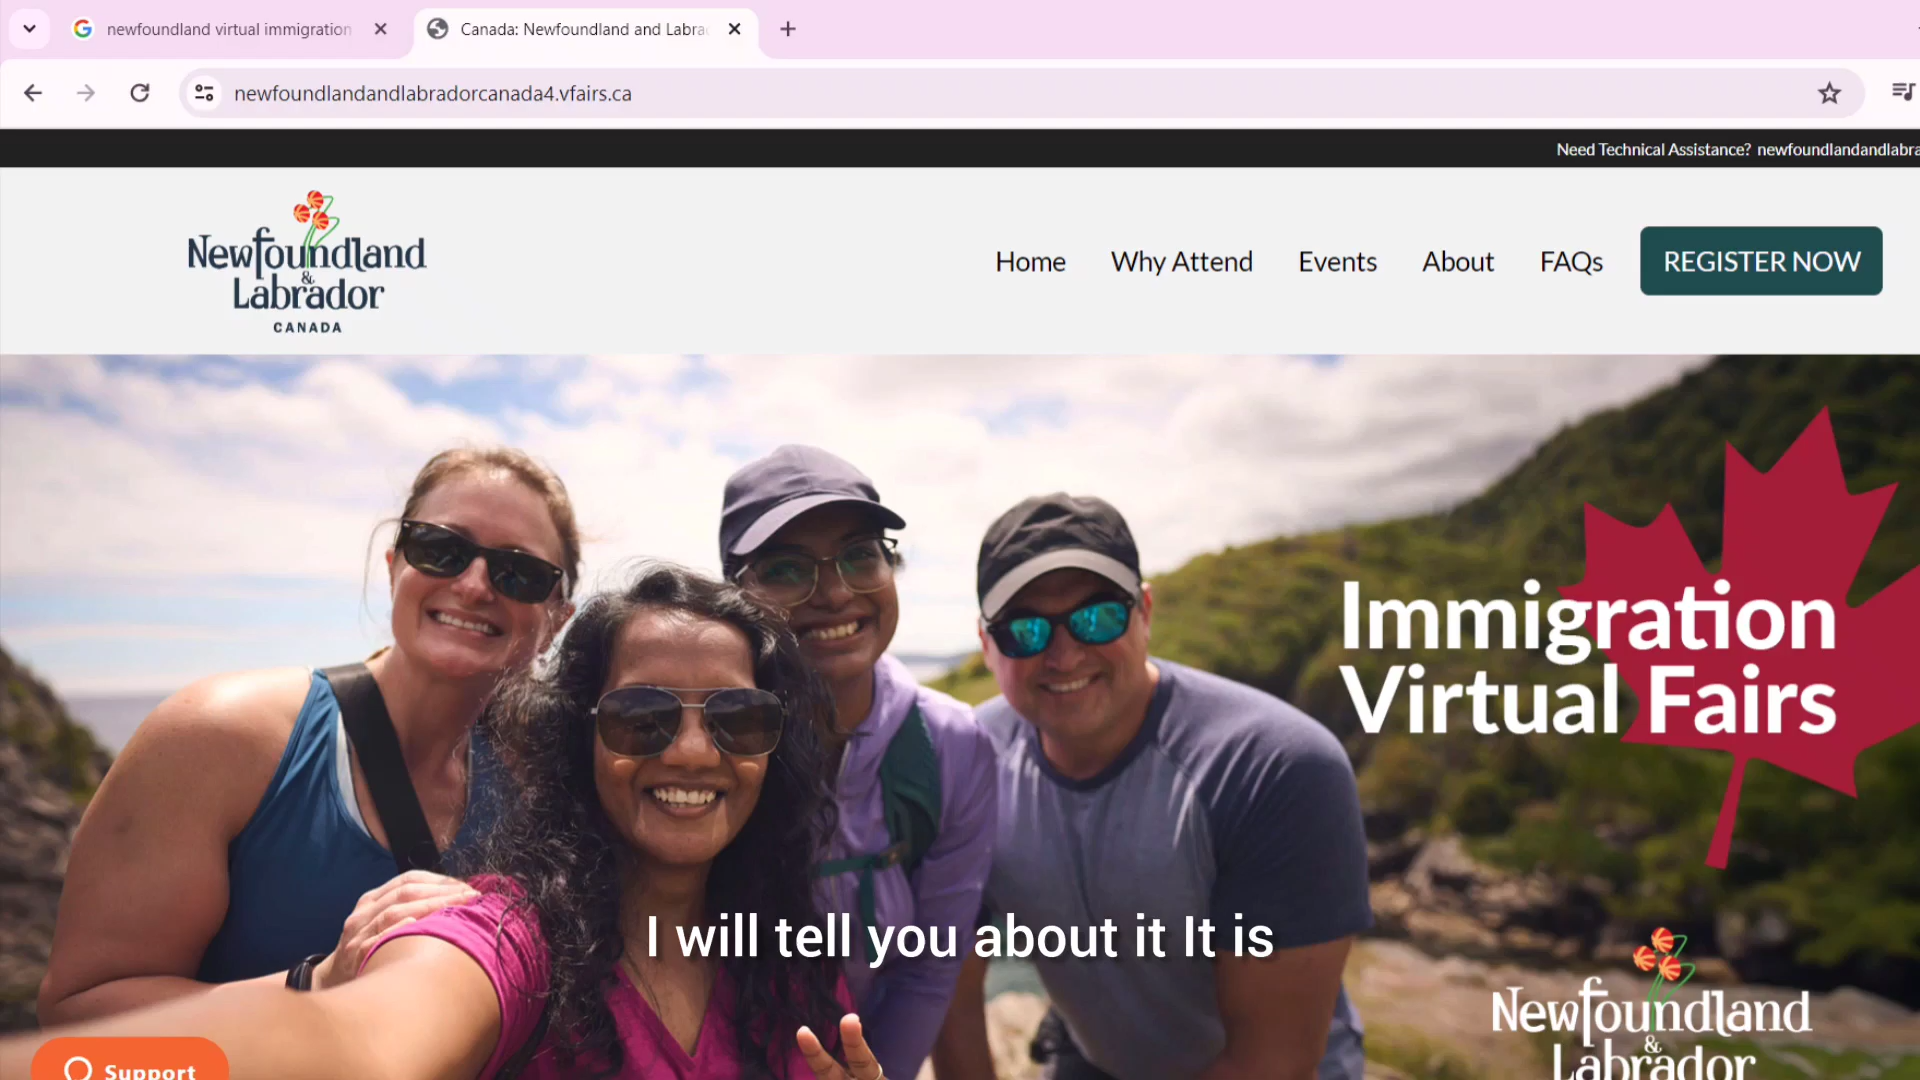 newfoundland virtual immigration
Canada: Newfoundland and Labra
newfoundlandandlabradorcanada4.vfairs.ca
Need Technical Assistance? newfoundlandandlabra
Newfoundland
&
Labrador
CANADA
Home
Why Attend
Events
About
FAQs
REGISTER NOW
Immigration
Virtual Fairs
I will tell you about it It is
Newfoundland
&
Labrador
Support